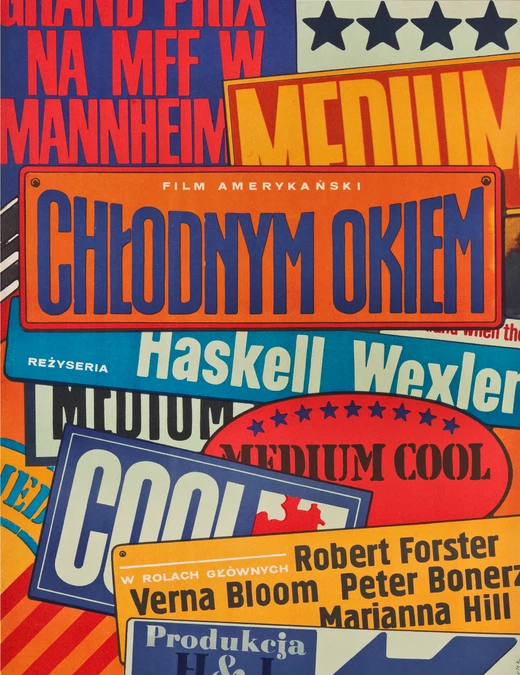 GRAND PRIX
NA MFF W
MANNHEIM
MEDIUM
FILM AMERYKAŃSKI
CHŁODNYM OKIEM
when the
REŻYSERIA
Haskell Wexler
MEDIUM
MEDIUM COOL
COOL
W ROLACH GŁÓWNYCH
Robert Forster
Verna Bloom Peter Bonerz
Marianna Hill
Produkcja
H & J